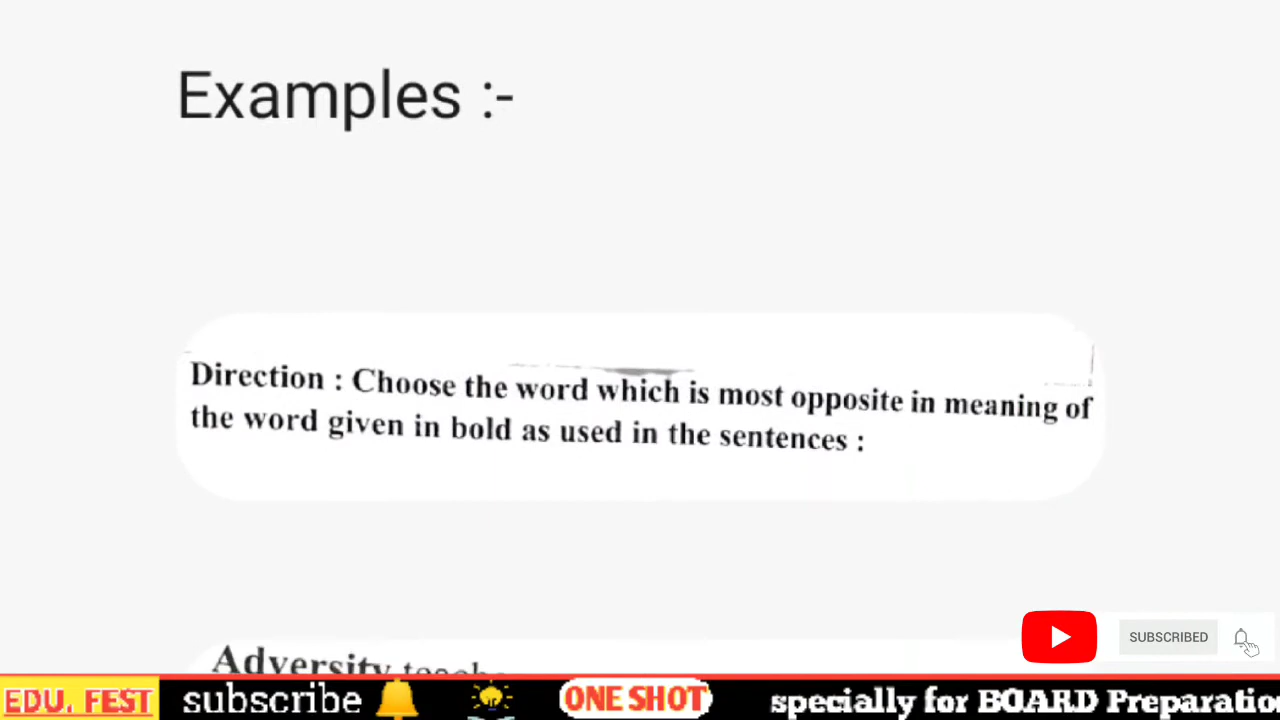 Examples :-
Direction : Choose the word which is most opposite in meaning of
the word given in bold as used in the sentences :
Adversity
SUBSCRIBED
EDU. FEST subscribe ONE SHOT specially for BOARD